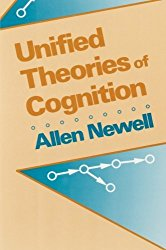 Unified
Theories of
Cognition
Allen Newell